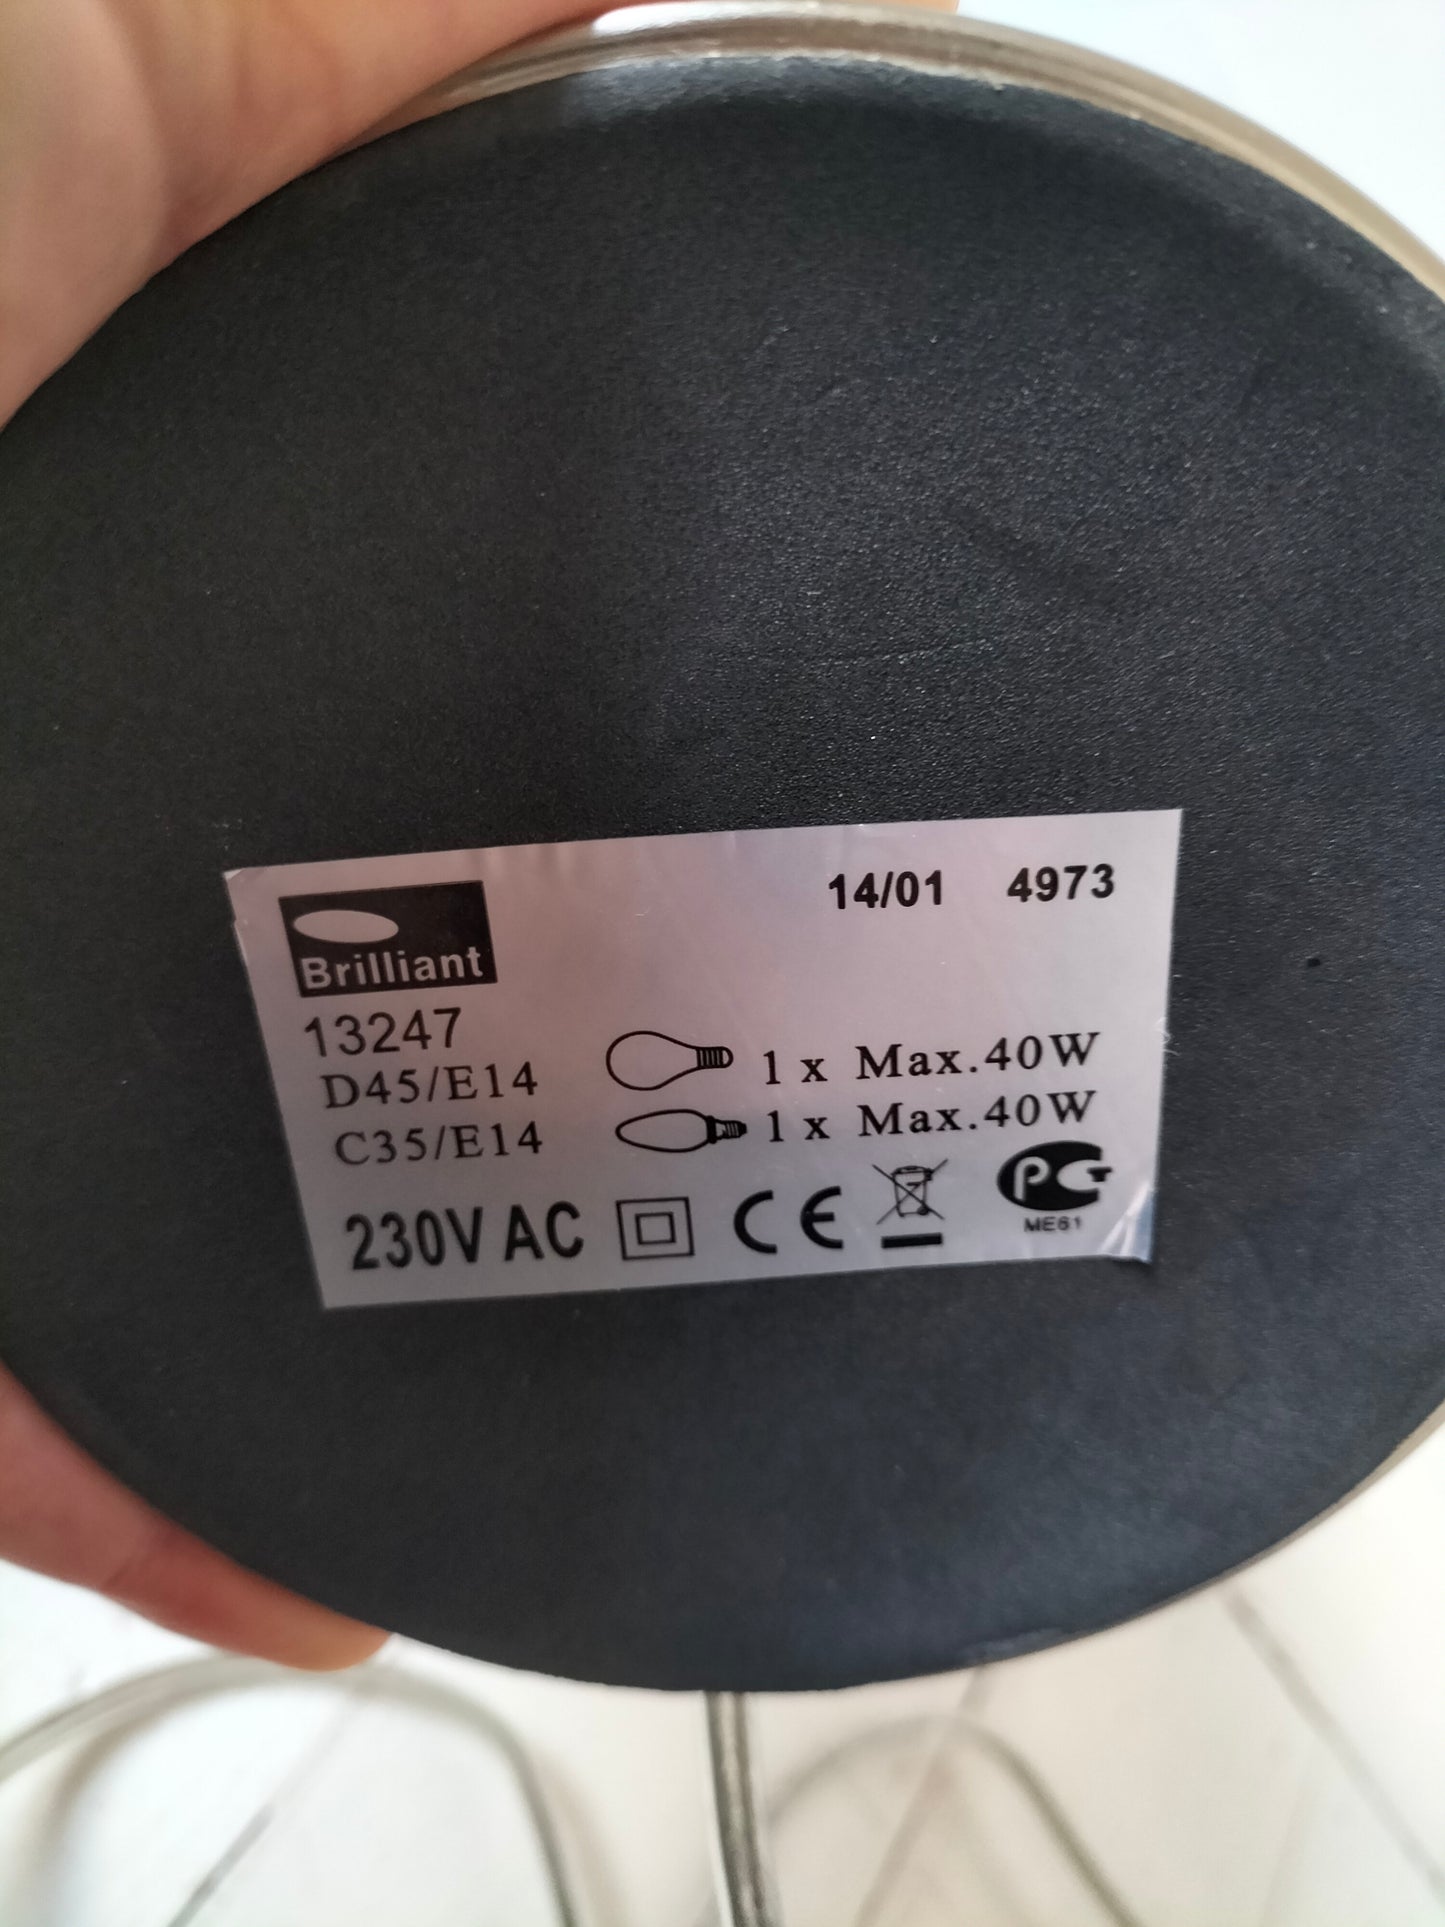 14/01 4973
Brilliant
13247
D45/E14 1 x Max.40W
C35/E14 1 x Max.40W
230V AC CE PCT
ME61